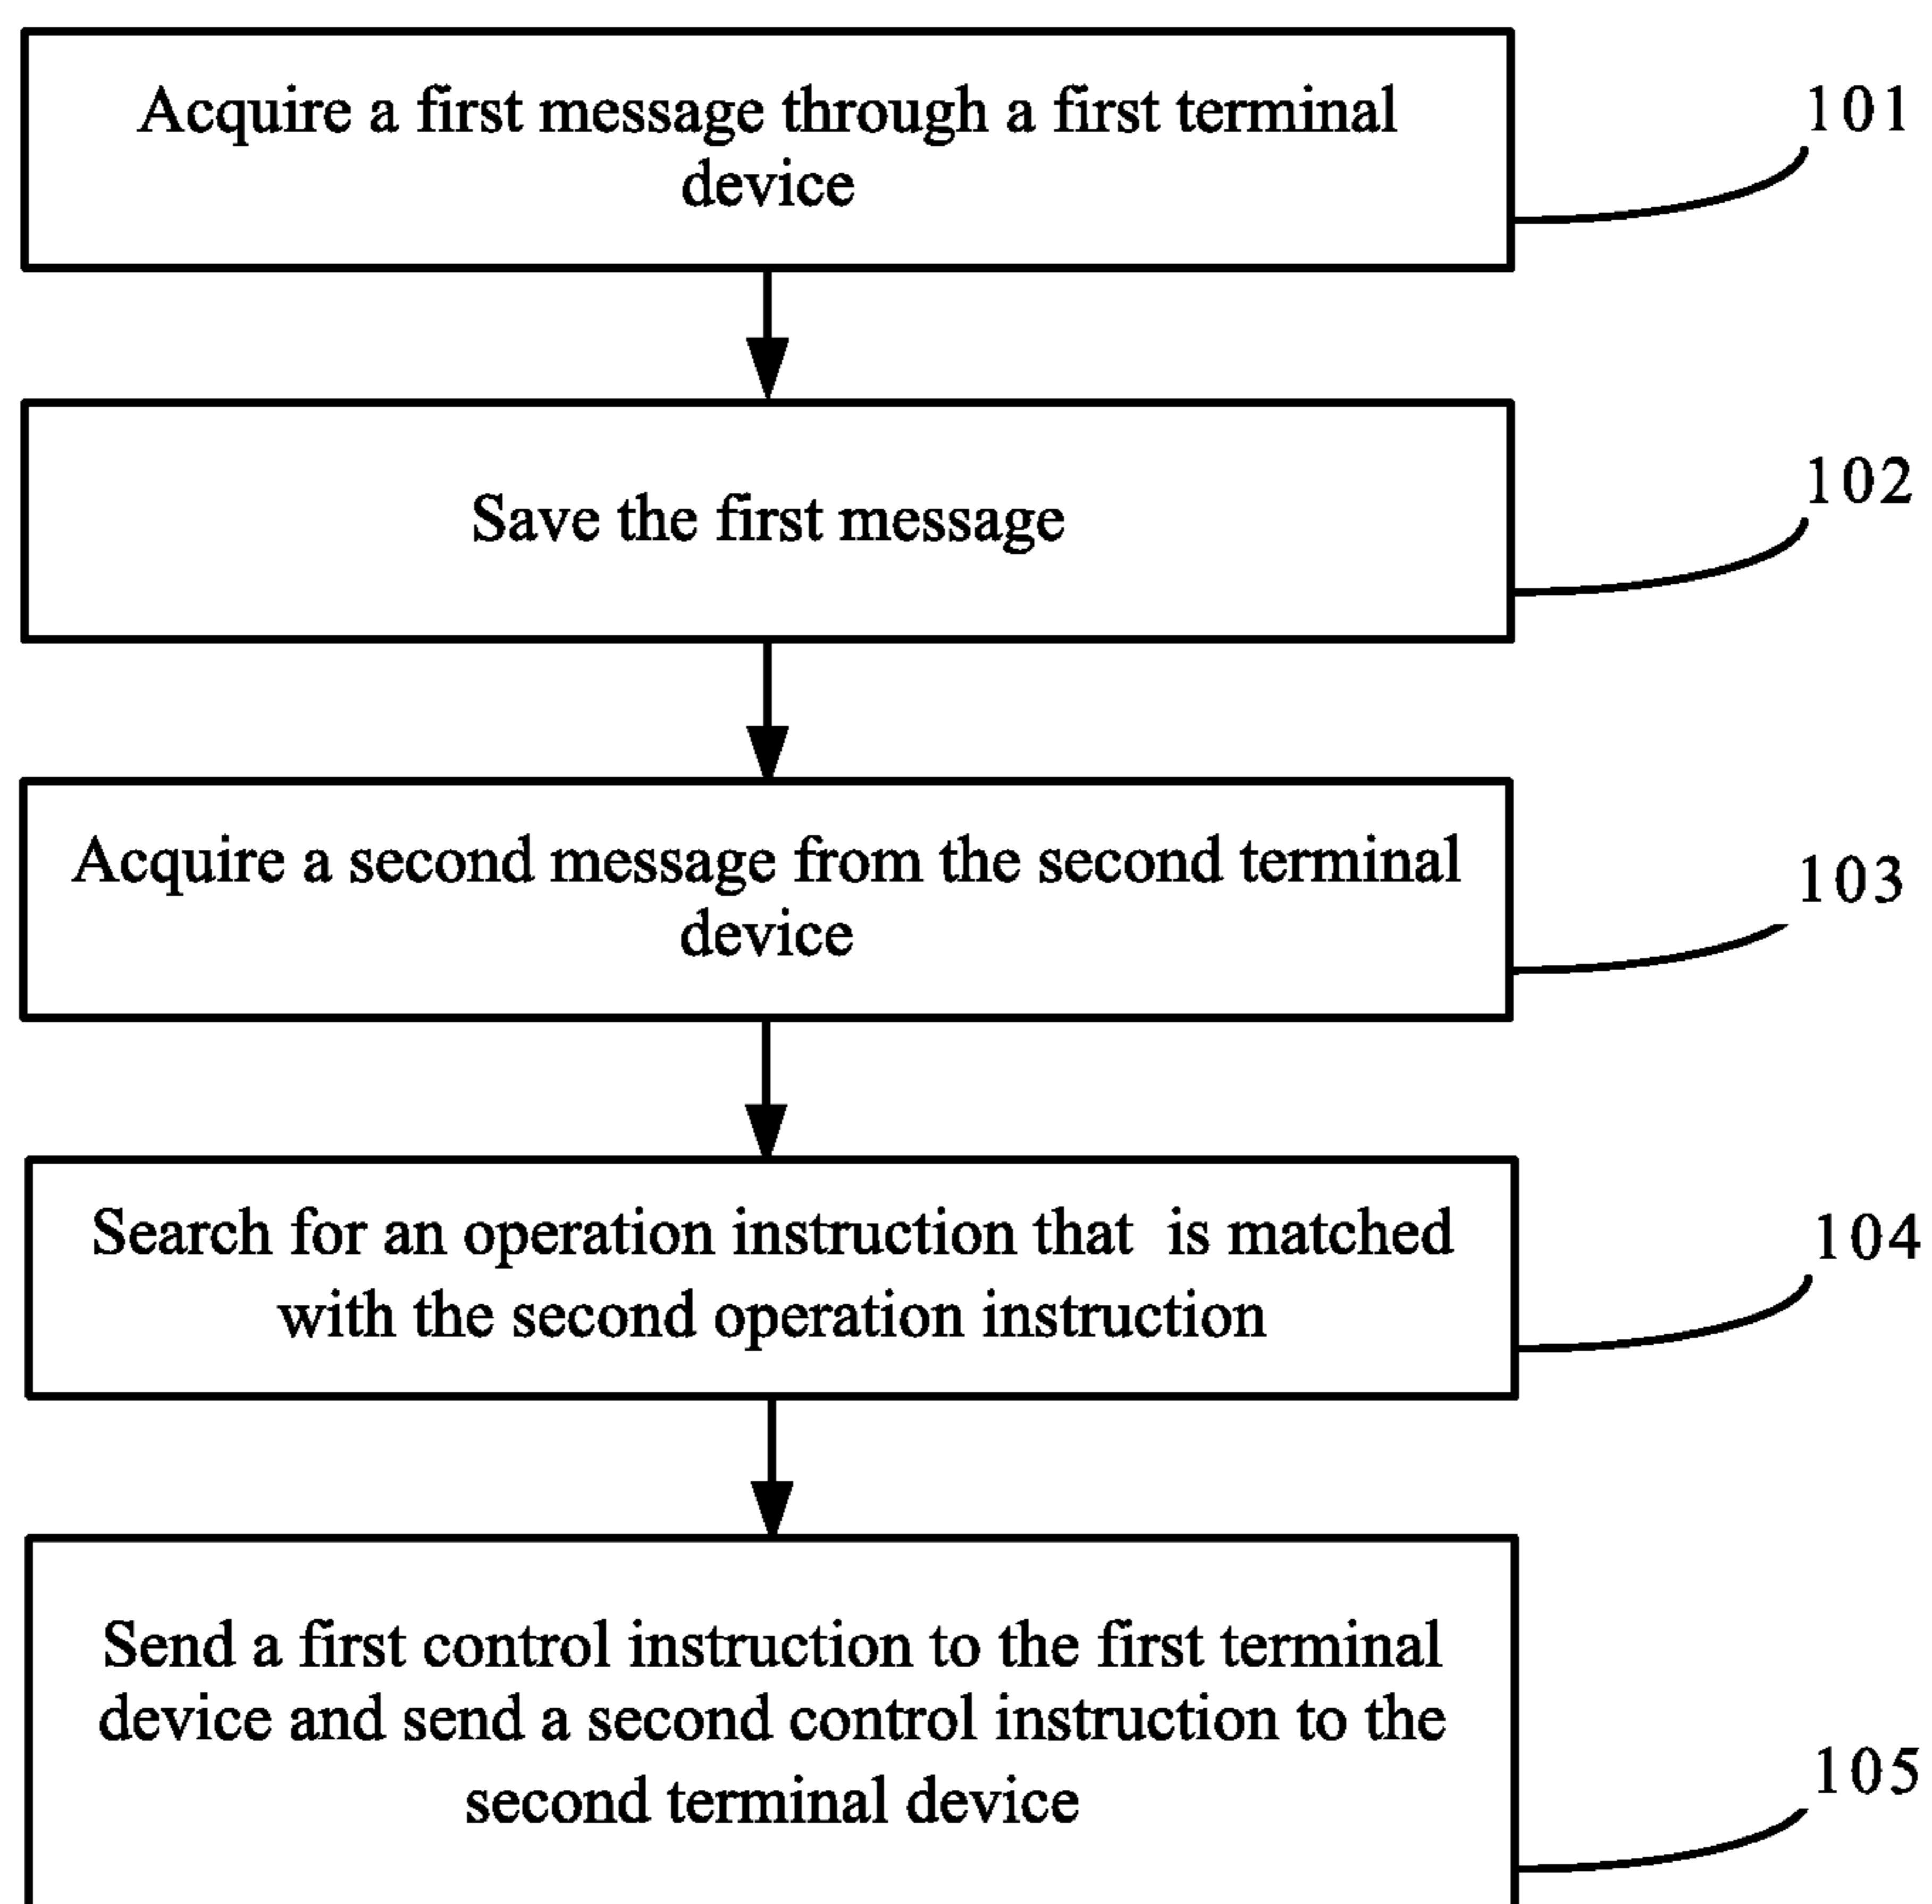 Acquire a first message through a first terminal
device
101
Save the first message
102
Acquire a second message from the second terminal
device
103
Search for an operation instruction that  is matched
with the second operation instruction
104
Send a first control instruction to the first terminal
device and send a second control instruction to the
second terminal device
105